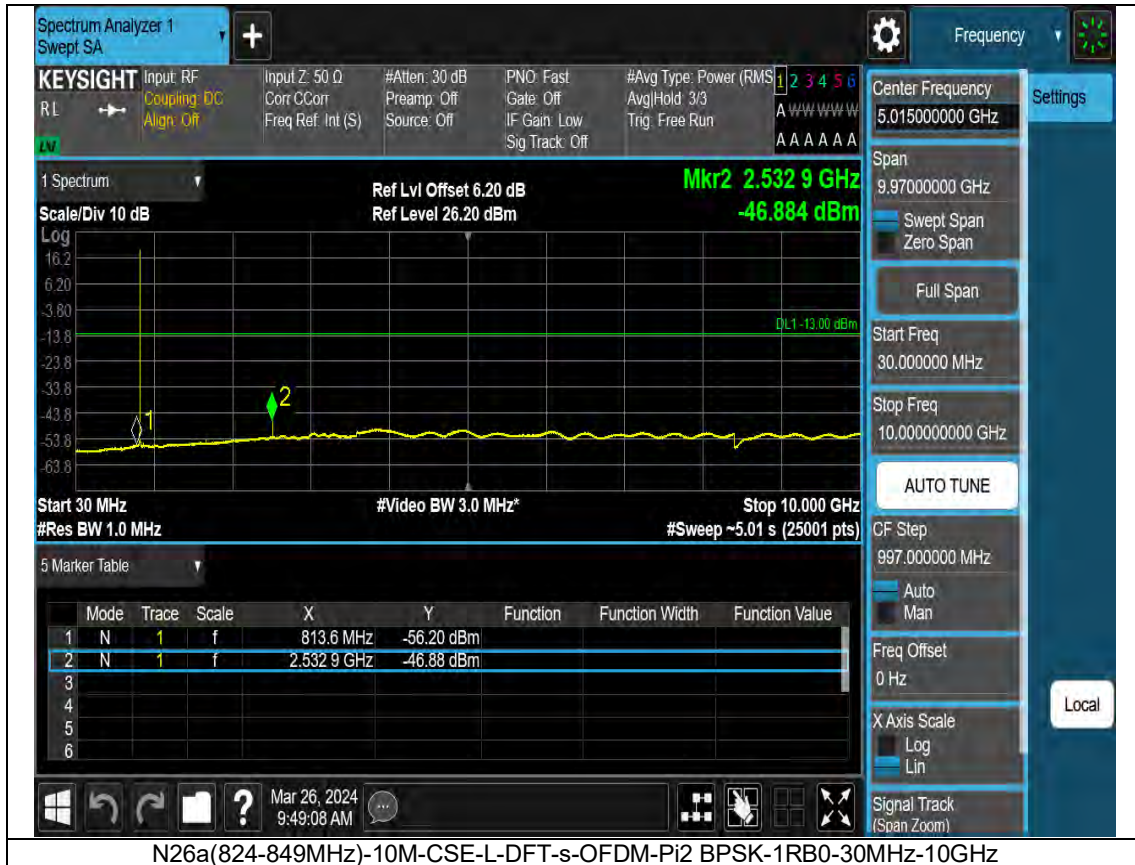 Spectrum Analyzer 1
Swept SA
+
Frequency
KEYSIGHT
RL
LNI
Input: RF
Coupling: DC
Align: Off
Input Z: 50 Ω
Corr CCorr
Freq Ref: Int (S)
#Atten: 30 dB
Preamp: Off
Source: Off
PNO: Fast
Gate: Off
IF Gain: Low
Sig Track: Off
#Avg Type: Power (RMS
Avg|Hold: 3/3
Trig: Free Run
1 2 3 4 5 6
A W W W W W
A A A A A A
1 Spectrum
Scale/Div 10 dB
Ref Lvl Offset 6.20 dB
Ref Level 26.20 dBm
Mkr2 2.532 9 GHz
-46.884 dBm
Log
16.2
6.20
-3.80
-13.8
-23.8
-33.8
-43.8
-53.8
-63.8
DL1 -13.00 dBm
1
2
Start 30 MHz
#Res BW 1.0 MHz
#Video BW 3.0 MHz*
Stop 10.000 GHz
#Sweep ~5.01 s (25001 pts)
5 Marker Table
Mode Trace Scale X Y Function Function Width Function Value
1 N 1 f 813.6 MHz -56.20 dBm
2 N 1 f 2.532 9 GHz -46.88 dBm
3
4
5
6
Mar 26, 2024
9:49:08 AM
?
Center Frequency
5.015000000 GHz
Settings
Span
9.97000000 GHz
Swept Span
Zero Span
Full Span
Start Freq
30.000000 MHz
Stop Freq
10.000000000 GHz
AUTO TUNE
CF Step
997.000000 MHz
Auto
Man
Freq Offset
0 Hz
X Axis Scale
Log
Lin
Local
Signal Track
(Span Zoom)
N26a(824-849MHz)-10M-CSE-L-DFT-s-OFDM-Pi2 BPSK-1RB0-30MHz-10GHz